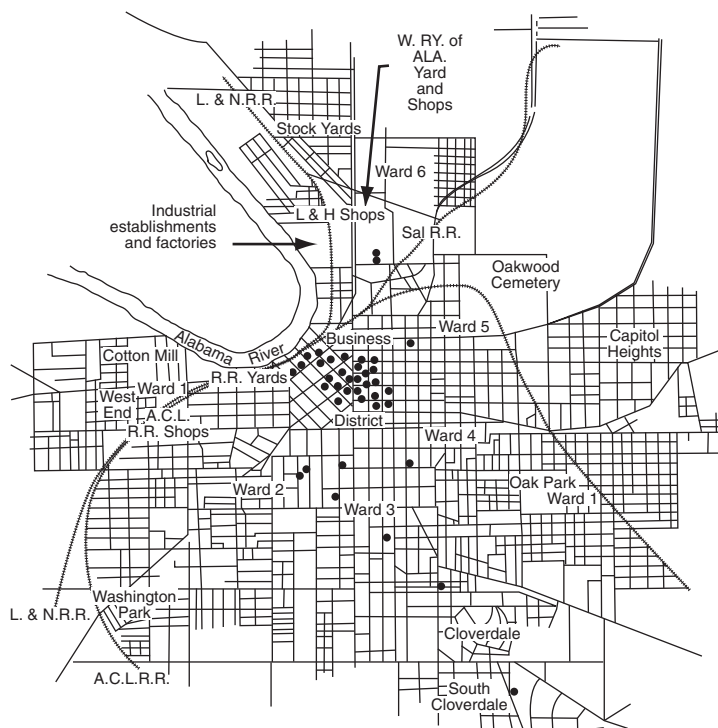 W. RY. of
ALA.
Yard
and
Shops
L. & N.R.R.
Stock Yards
Ward 6
Industrial
establishments
and factories
L & H Shops
Sal R.R.
Oakwood
Cemetery
Alabama River
Business
Ward 5
Capitol
Heights
Cotton Mill
R.R. Yards
Ward 1
West
End
A.C.L.
R.R. Shops
District
Ward 4
Ward 2
Oak Park
Ward 1
Ward 3
Washington
Park
L. & N.R.R.
Cloverdale
A.C.L.R.R.
South
Cloverdale